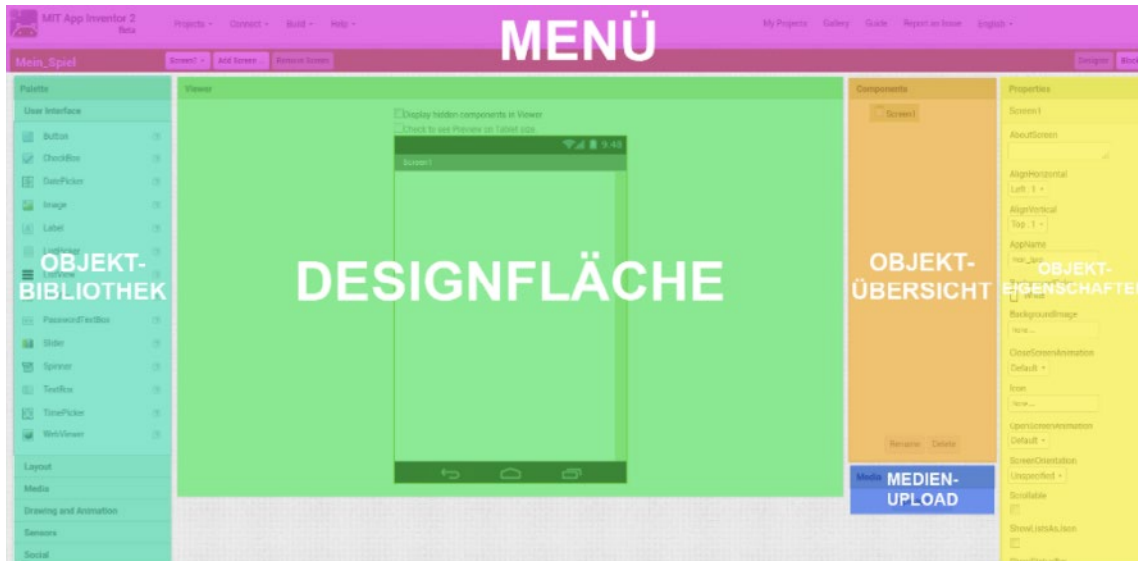 MIT App Inventor 2
Beta
Projects
Connect
Build
Help
My Projects
Gallery
Guide
Report an Issue
English
MENÜ
Mein_Spiel
Screen1
Add Screen ...
Remove Screen
Designer
Palette
User Interface
Button
CheckBox
DatePicker
Image
Label
ListPicker
ListView
OBJEKT-
BIBLIOTHEK
PasswordTextBox
Slider
Spinner
TextBox
TimePicker
WebViewer
Layout
Media
Drawing and Animation
Sensors
Social
Viewer
Display hidden components in Viewer
Check to see Preview on Tablet size.
9:48
Screen1
DESIGNFLÄCHE
Components
Screen1
OBJEKT-
ÜBERSICHT
Rename
Delete
Media
MEDIEN-
UPLOAD
Properties
Screen1
AboutScreen
AlignHorizontal
Left : 1
AlignVertical
Top : 1
AppName
OBJEKT-
EIGENSCHAFTEN
BackgroundImage
None...
CloseScreenAnimation
Default
Icon
None...
OpenScreenAnimation
Default
ScreenOrientation
Unspecified
Scrollable
ShowListsAsJson